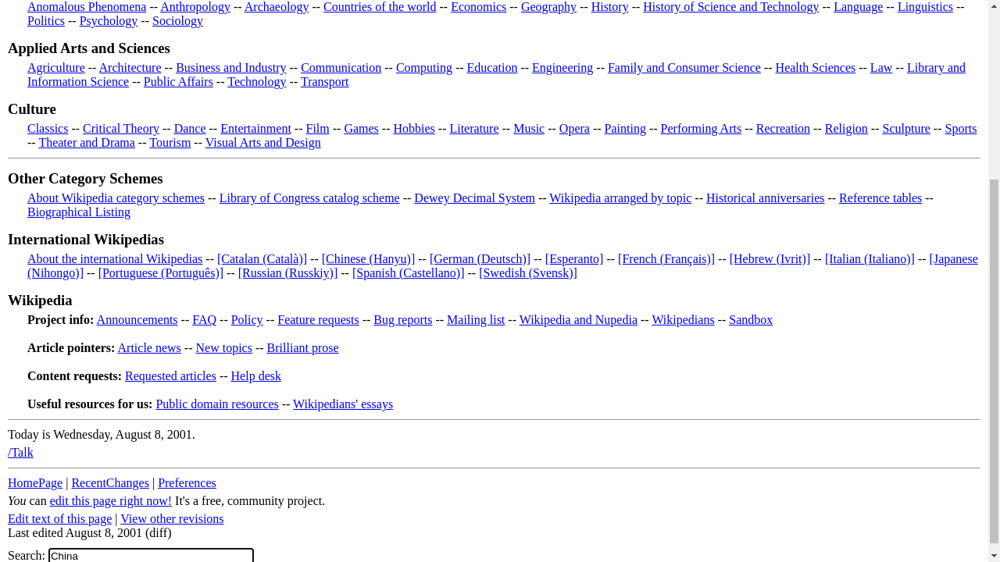 Anomalous Phenomena -- Anthropology -- Archaeology -- Countries of the world -- Economics -- Geography -- History -- History of Science and Technology -- Language -- Linguistics --
Politics -- Psychology -- Sociology
Applied Arts and Sciences
Agriculture -- Architecture -- Business and Industry -- Communication -- Computing -- Education -- Engineering -- Family and Consumer Science -- Health Sciences -- Law -- Library and
Information Science -- Public Affairs -- Technology -- Transport
Culture
Classics -- Critical Theory -- Dance -- Entertainment -- Film -- Games -- Hobbies -- Literature -- Music -- Opera -- Painting -- Performing Arts -- Recreation -- Religion -- Sculpture -- Sports
-- Theater and Drama -- Tourism -- Visual Arts and Design
Other Category Schemes
About Wikipedia category schemes -- Library of Congress catalog scheme -- Dewey Decimal System -- Wikipedia arranged by topic -- Historical anniversaries -- Reference tables --
Biographical Listing
International Wikipedias
About the international Wikipedias -- [Catalan (Català)] -- [Chinese (Hanyu)] -- [German (Deutsch)] -- [Esperanto] -- [French (Français)] -- [Hebrew (Ivrit)] -- [Italian (Italiano)] -- [Japanese
(Nihongo)] -- [Portuguese (Português)] -- [Russian (Russkiy)] -- [Spanish (Castellano)] -- [Swedish (Svensk)]
Wikipedia
Project info: Announcements -- FAQ -- Policy -- Feature requests -- Bug reports -- Mailing list -- Wikipedia and Nupedia -- Wikipedians -- Sandbox
Article pointers: Article news -- New topics -- Brilliant prose
Content requests: Requested articles -- Help desk
Useful resources for us: Public domain resources -- Wikipedians' essays
Today is Wednesday, August 8, 2001.
/Talk
HomePage | RecentChanges | Preferences
You can edit this page right now! It's a free, community project.
Edit text of this page | View other revisions
Last edited August 8, 2001 (diff)
Search: China